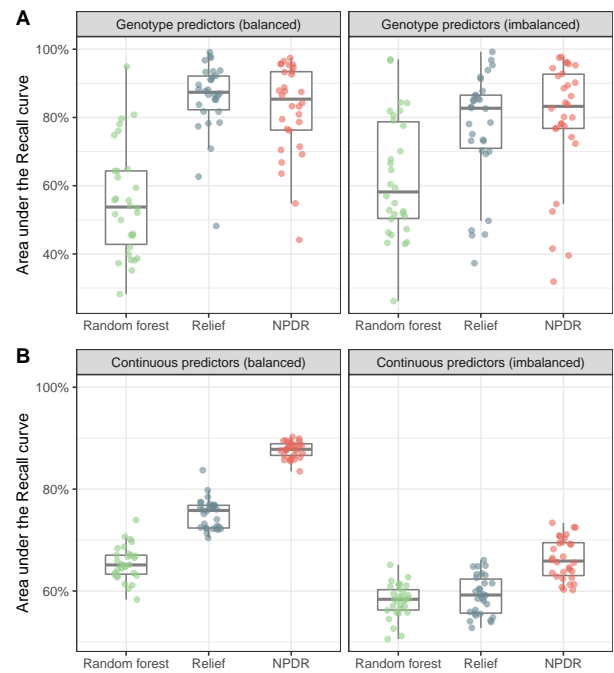 A
Genotype predictors (balanced)
Genotype predictors (imbalanced)
Area under the Recall curve
100%
80%
60%
40%
Random forest Relief NPDR
Random forest Relief NPDR
B
Continuous predictors (balanced)
Continuous predictors (imbalanced)
Area under the Recall curve
100%
80%
60%
Random forest Relief NPDR
Random forest Relief NPDR